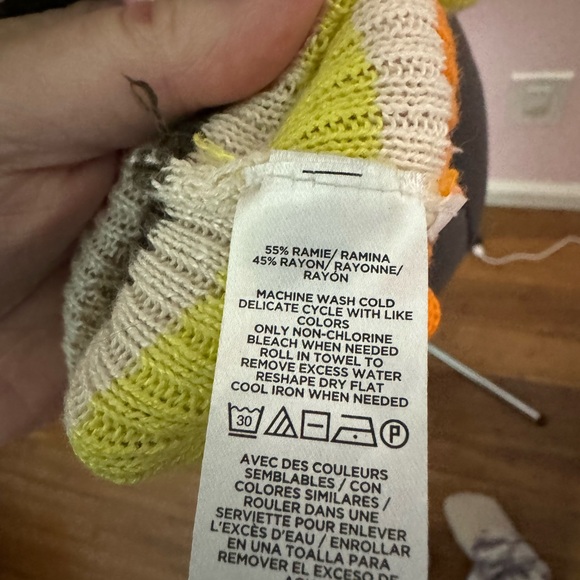 55% RAMIE/ RAMINA
45% RAYON/ RAYONNE/
RAYÓN
MACHINE WASH COLD
DELICATE CYCLE WITH LIKE
COLORS
ONLY NON-CHLORINE
BLEACH WHEN NEEDED
ROLL IN TOWEL TO
REMOVE EXCESS WATER
RESHAPE DRY FLAT
COOL IRON WHEN NEEDED
30 P
AVEC DES COULEURS
SEMBLABLES / CON
COLORES SIMILARES /
ROULER DANS UNE
SERVIETTE POUR ENLEVER
L'EXCÈS D'EAU / ENROLLAR
EN UNA TOALLA PARA
REMOVER EL EXCESO DE